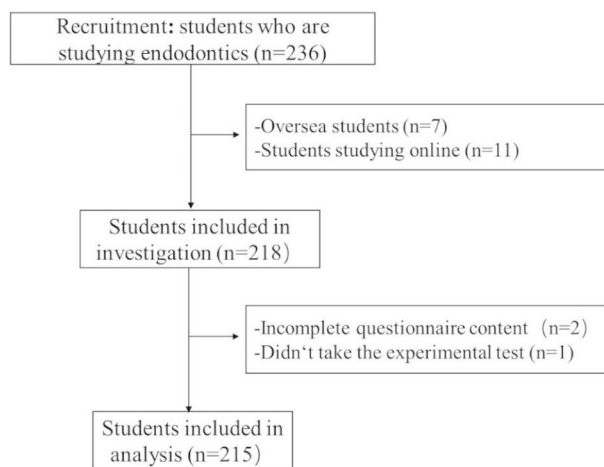 Recruitment: students who are
studying endodontics (n=236)
-Oversea students (n=7)
-Students studying online (n=11)
Students included in
investigation (n=218）
-Incomplete questionnaire content （n=2）
-Didn‘t take the experimental test (n=1）
Students included in
analysis (n=215）